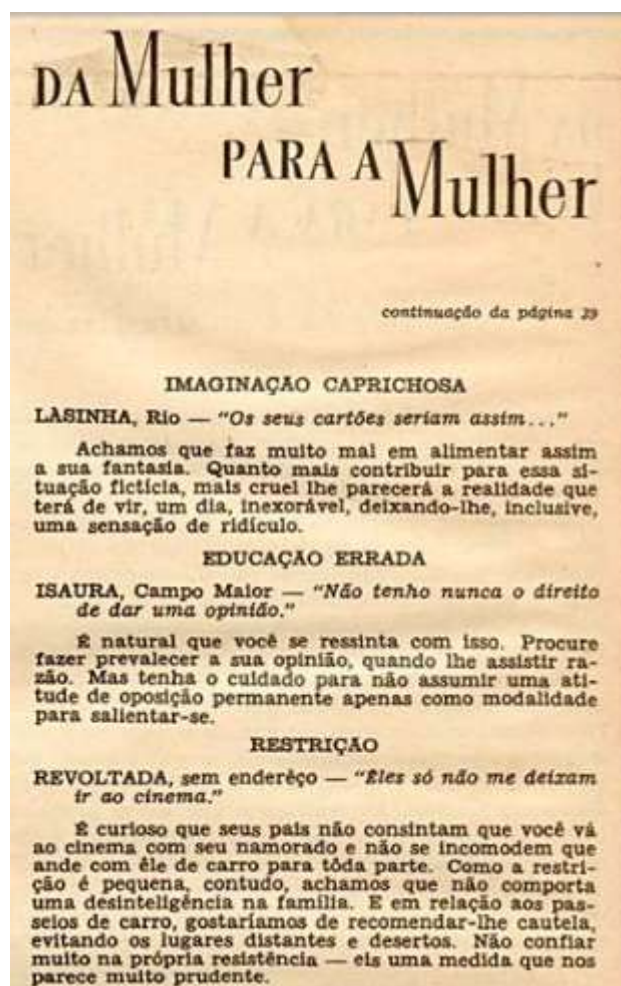 DA Mulher
PARA A Mulher
continuação da página 29
IMAGINAÇÃO CAPRICHOSA
LÀSINHA, Rio — "Os seus cartões seriam assim..."
Achamos que faz muito mal em alimentar assim
a sua fantasia. Quanto mais contribuir para essa si-
tuação fictícia, mais cruel lhe parecerá a realidade que
terá de vir, um dia, inexorável, deixando-lhe, inclusive,
uma sensação de ridículo.
EDUCAÇÃO ERRADA
ISAURA, Campo Maior — "Não tenho nunca o direito
de dar uma opinião."
É natural que você se ressinta com isso. Procure
fazer prevalecer a sua opinião, quando lhe assistir ra-
zão. Mas tenha o cuidado para não assumir uma ati-
tude de oposição permanente apenas como modalidade
para salientar-se.
RESTRIÇÃO
REVOLTADA, sem enderêço — "Êles só não me deixam
ir ao cinema."
É curioso que seus pais não consintam que você vá
ao cinema com seu namorado e não se incomodem que
ande com êle de carro para tôda parte. Como a restri-
ção é pequena, contudo, achamos que não comporta
uma desinteligência na família. E em relação aos pas-
seios de carro, gostaríamos de recomendar-lhe cautela,
evitando os lugares distantes e desertos. Não confiar
muito na própria resistência — eis uma medida que nos
parece muito prudente.